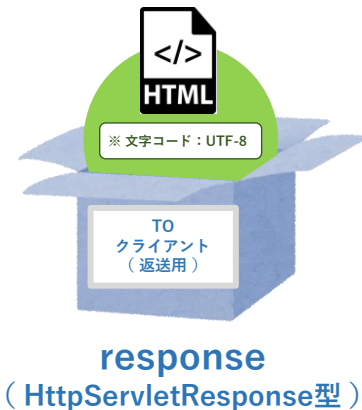 </>
HTML
※ 文字コード：UTF-8
TO
クライアント
（ 返送用 ）
response
（ HttpServletResponse型 ）